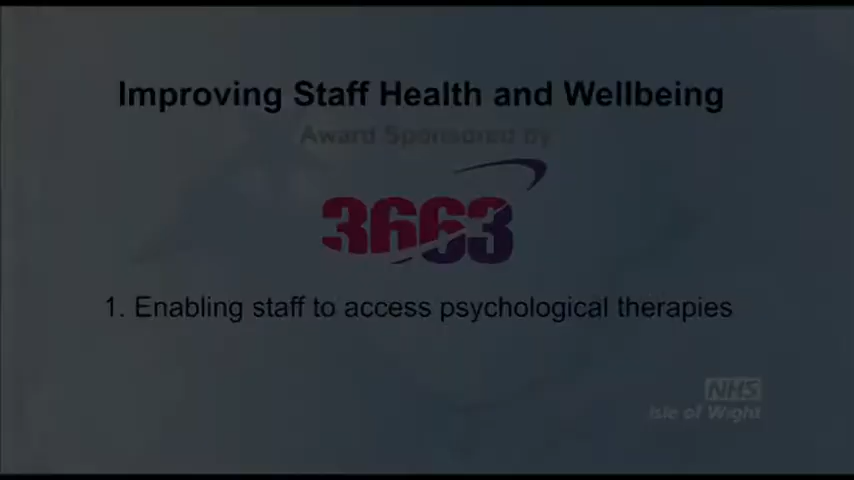 Improving Staff Health and Wellbeing
Award Sponsored by
3663
1. Enabling staff to access psychological therapies
NHS
Isle of Wight